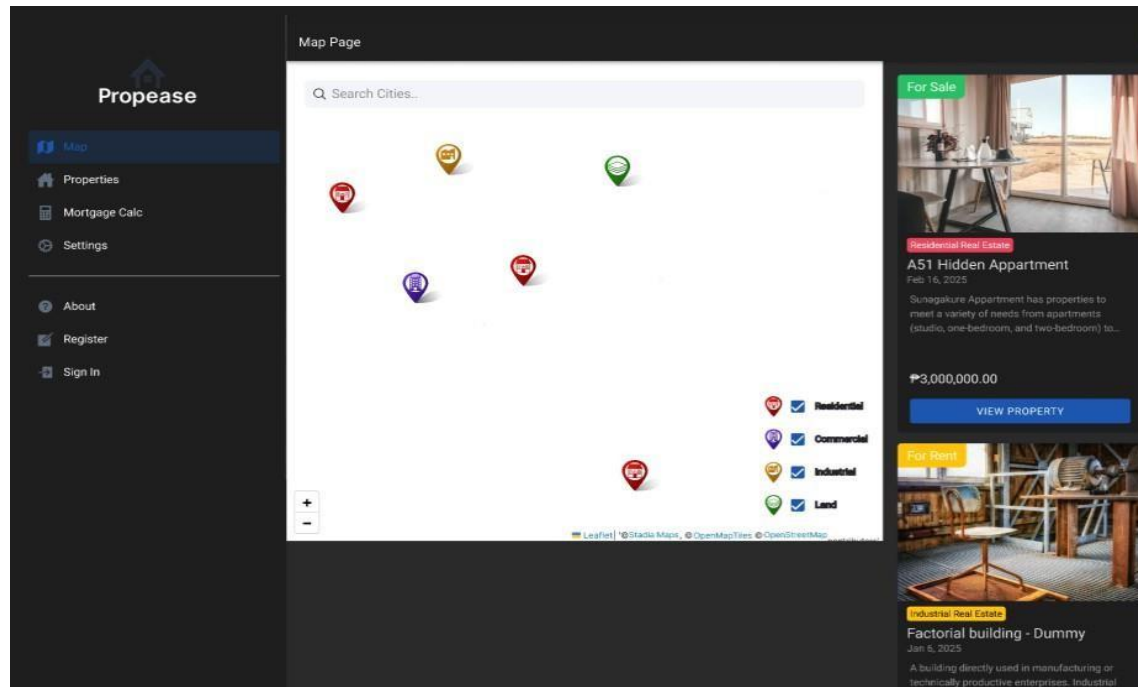 Propease
Map
Properties
Mortgage Calc
Settings
About
Register
Sign In
Map Page
Search Cities..
Residential
Commercial
Industrial
Land
+
−
Leaflet | © Stadia Maps, © OpenMapTiles © OpenStreetMap contributors
For Sale
Residential Real Estate
A51 Hidden Appartment
Feb 16, 2025
Sunagakure Appartment has properties to
meet a variety of needs from apartments
(studio, one-bedroom, and two-bedroom) to...
₱3,000,000.00
VIEW PROPERTY
For Rent
Industrial Real Estate
Factorial building - Dummy
Jan 6, 2025
A building directly used in manufacturing or
technically productive enterprises. Industrial